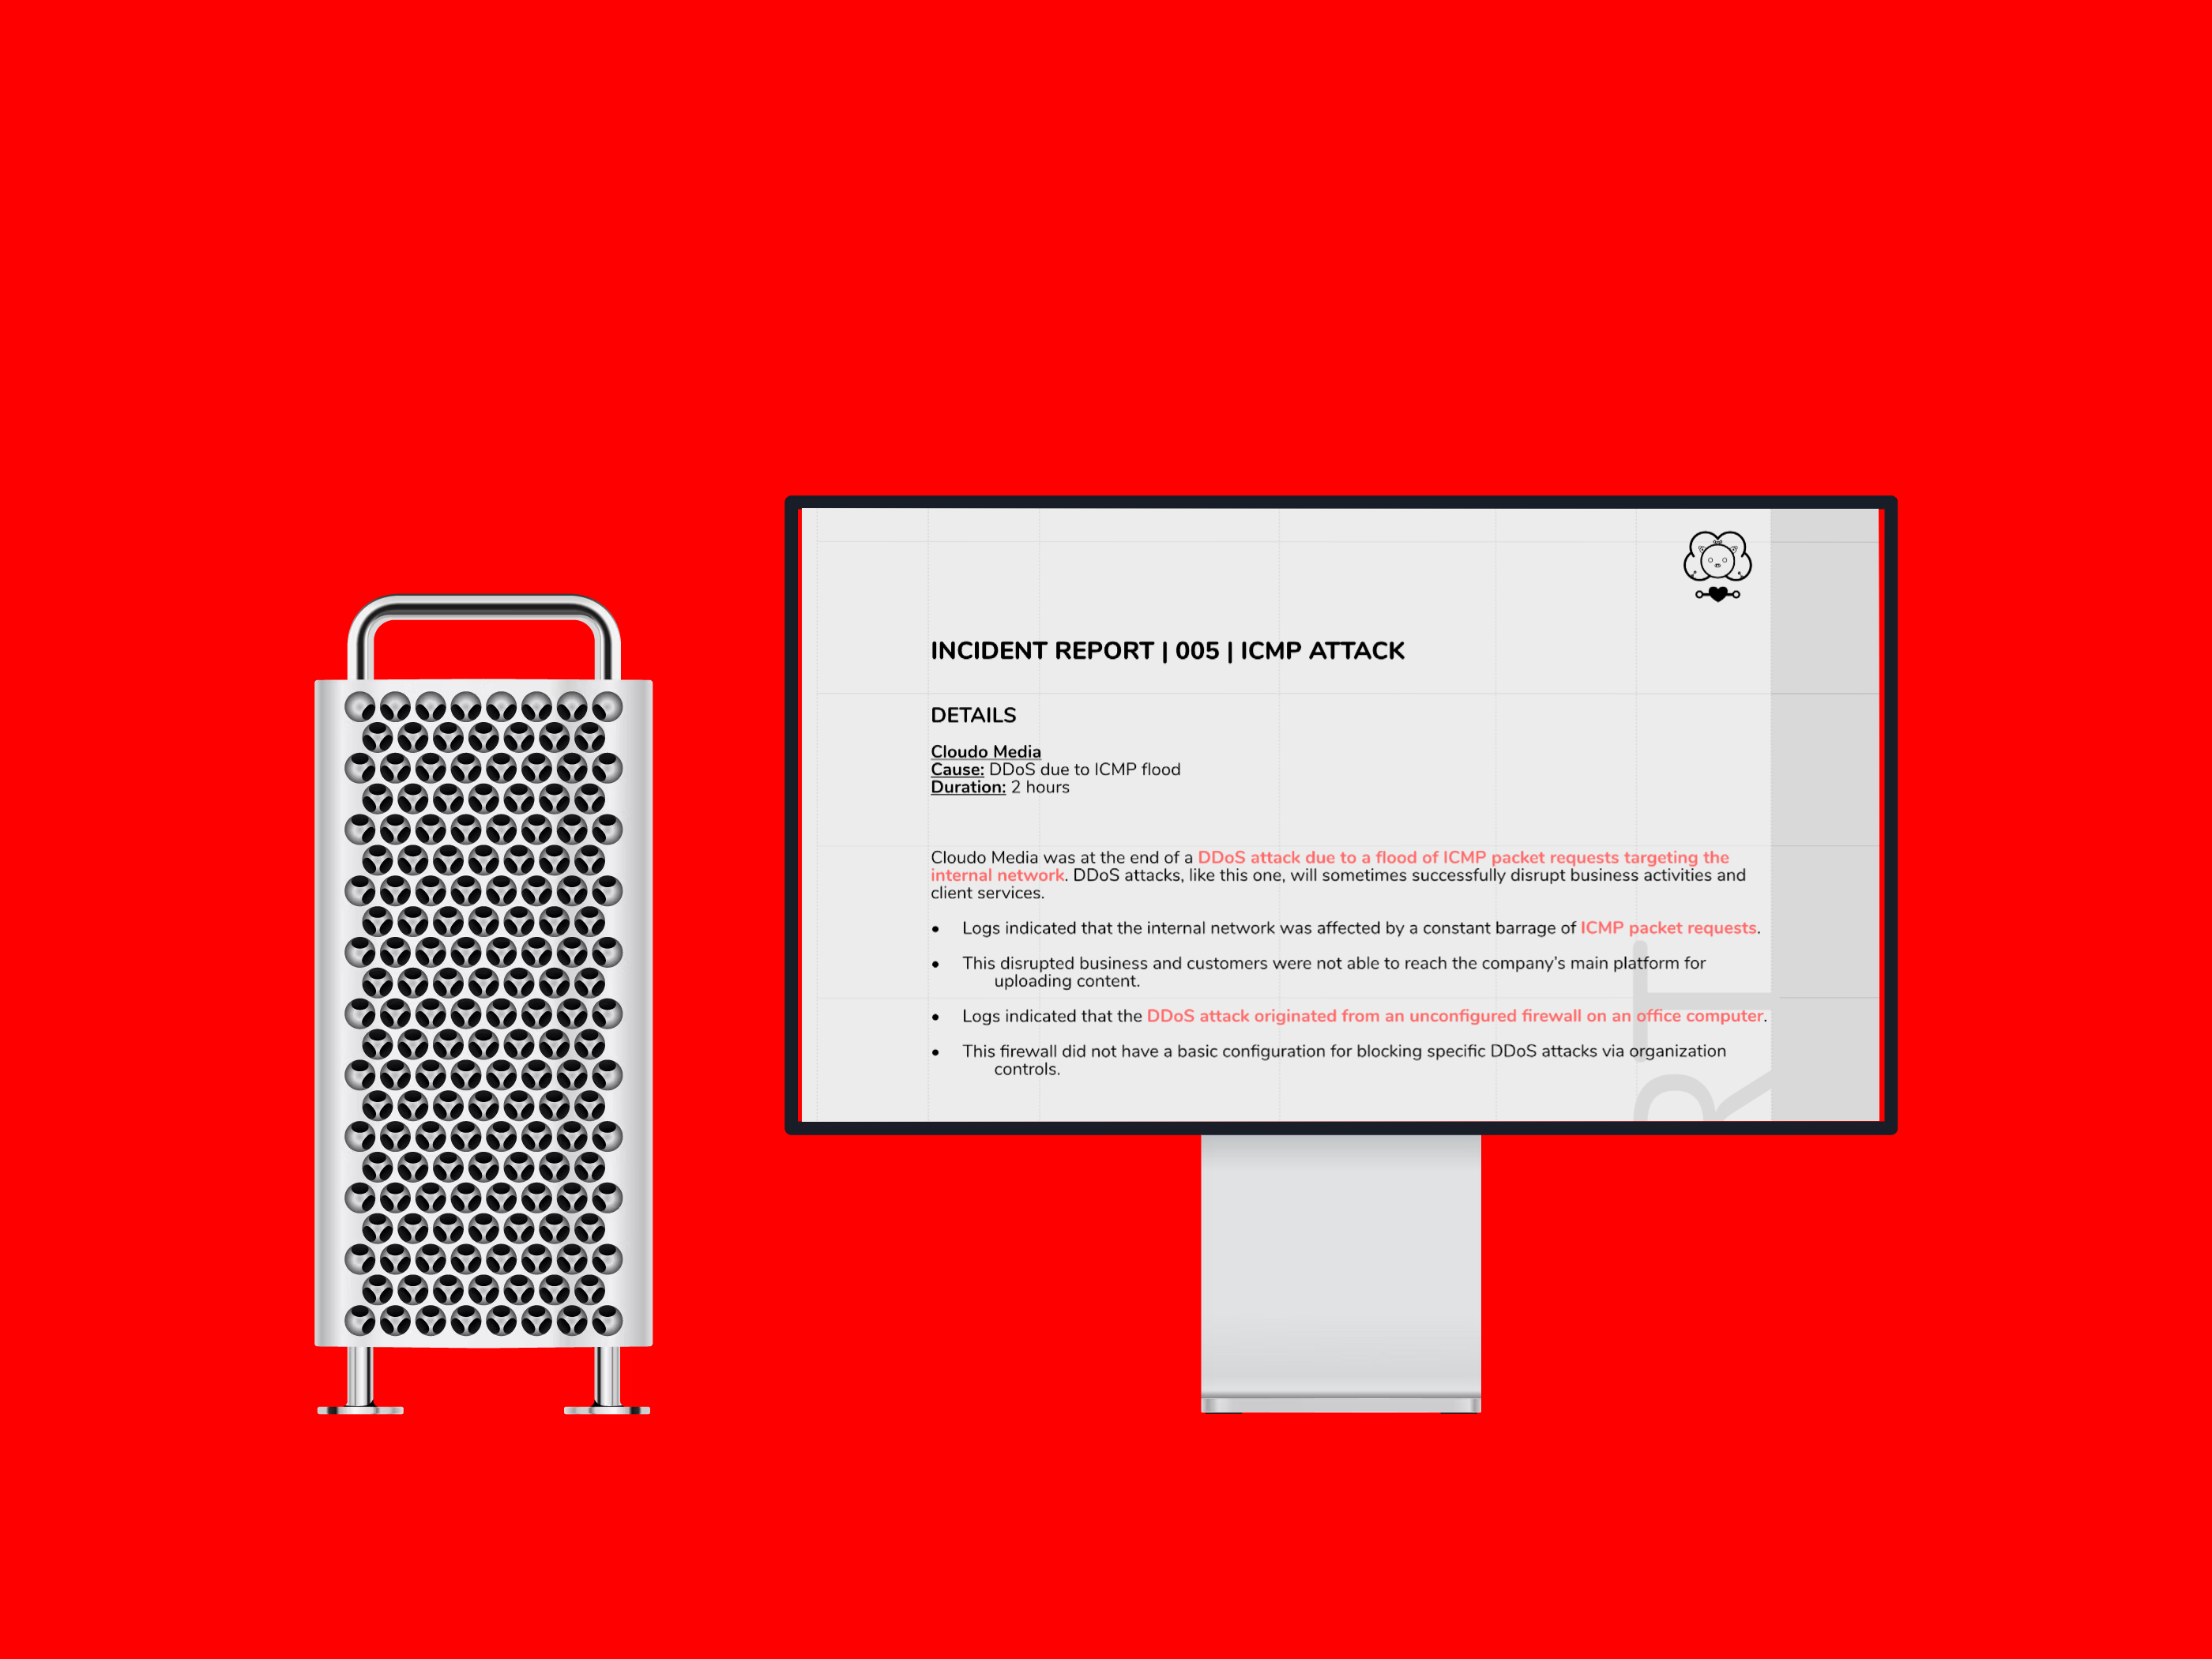 INCIDENT REPORT | 005 | ICMP ATTACK
DETAILS
Cloudo Media
Cause: DDoS due to ICMP flood
Duration: 2 hours
Cloudo Media was at the end of a DDoS attack due to a flood of ICMP packet requests targeting the
internal network. DDoS attacks, like this one, will sometimes successfully disrupt business activities and
client services.
• Logs indicated that the internal network was affected by a constant barrage of ICMP packet requests.
• This disrupted business and customers were not able to reach the company's main platform for
uploading content.
• Logs indicated that the DDoS attack originated from an unconfigured firewall on an office computer.
• This firewall did not have a basic configuration for blocking specific DDoS attacks via organization
controls.
RT